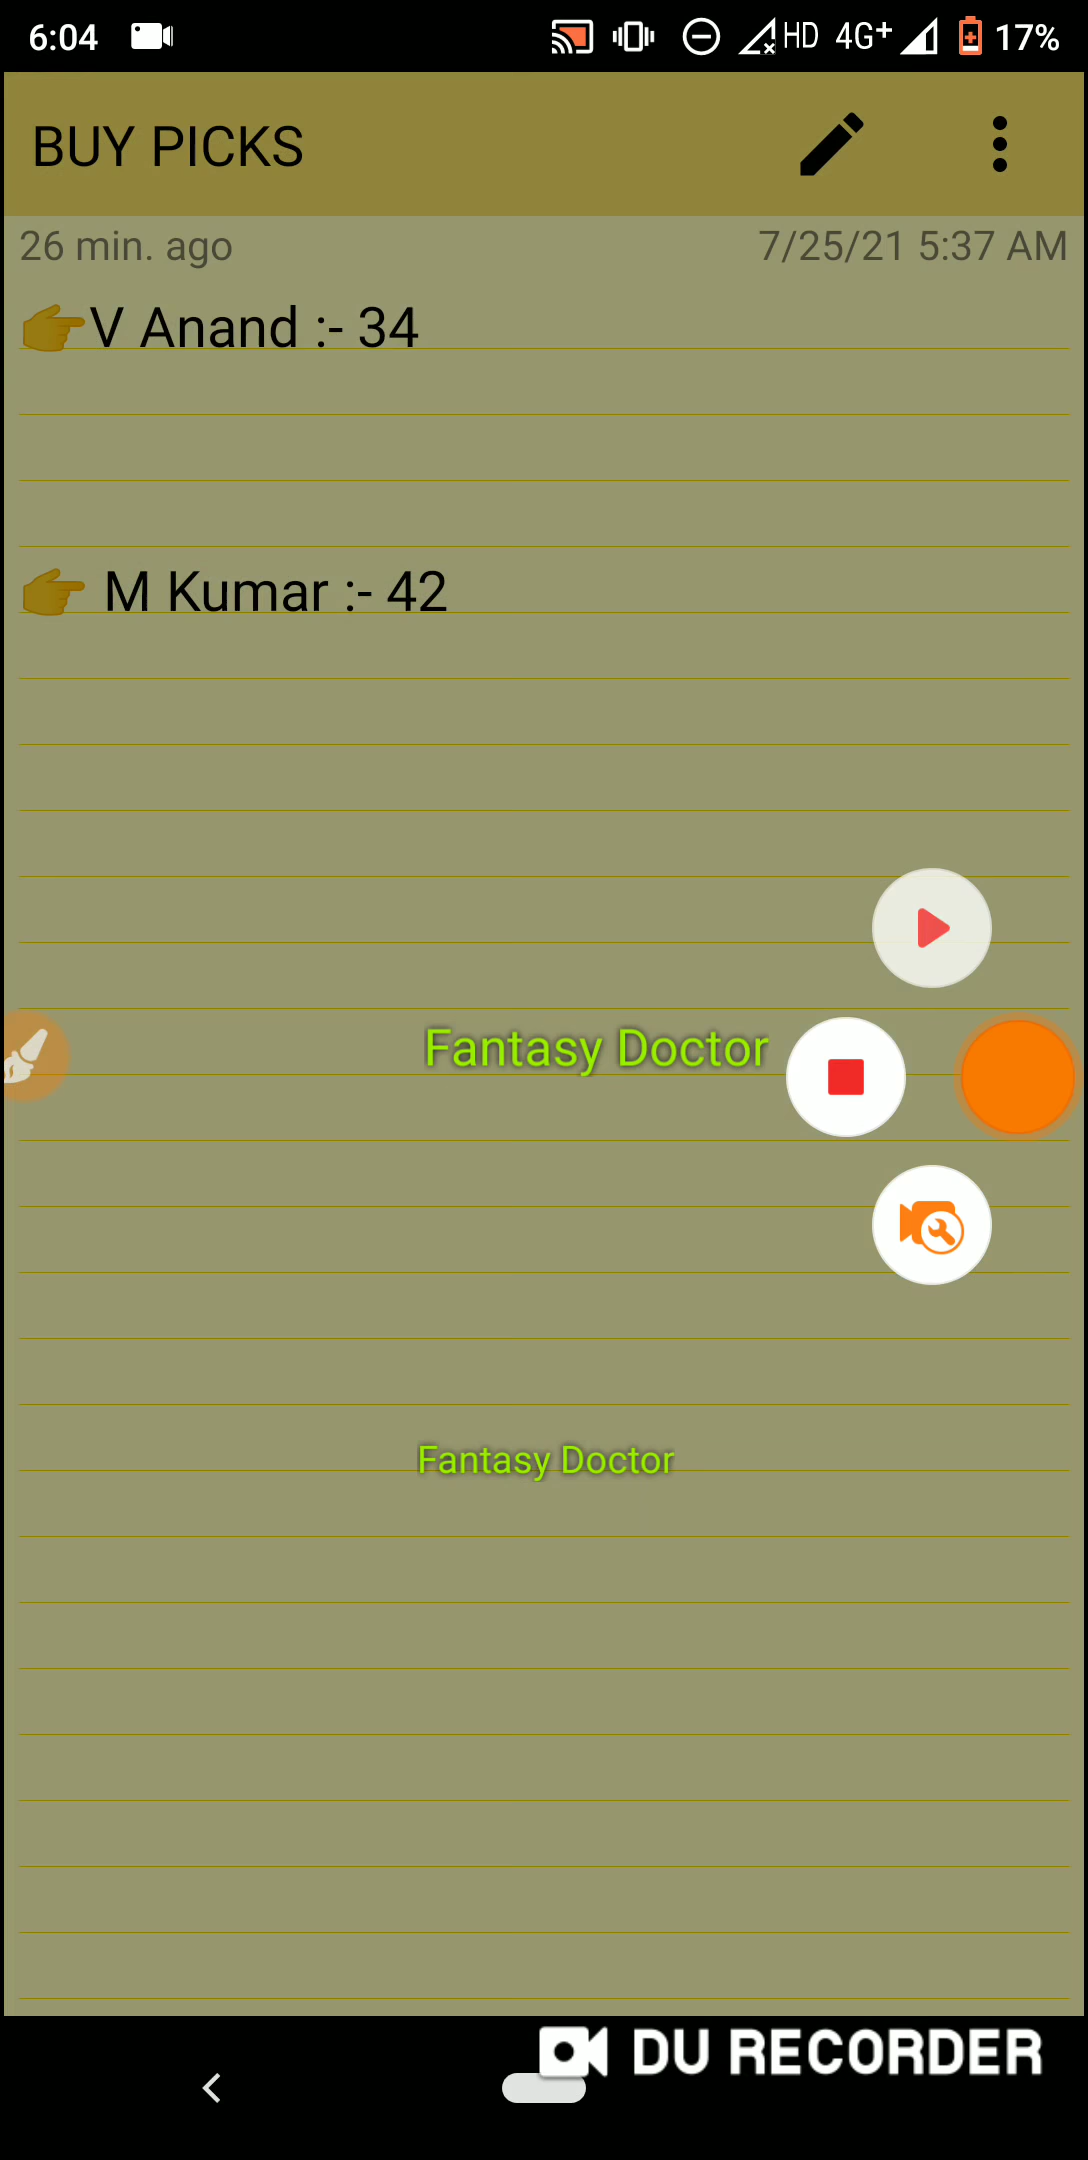 6:04 HD 4G+ 17%
BUY PICKS
26 min. ago 7/25/21 5:37 AM
👉V Anand :- 34
👉 M Kumar :- 42
Fantasy Doctor
Fantasy Doctor
DU RECORDER